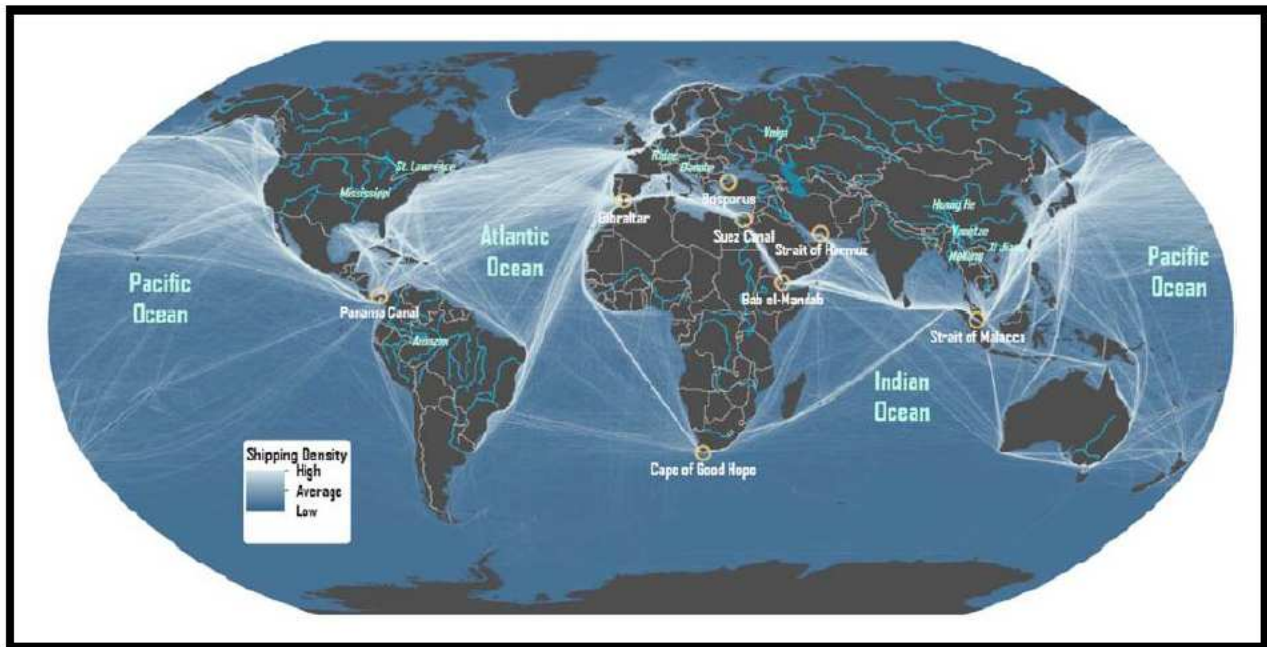 Volga
St. Lawrence
Rhine
Danube
Mississippi
Bosporus
Huang He
Gibraltar
Atlantic
Ocean
Suez Canal
Strait of Hormuz
Yangtze
Xi Jiang
Mekong
Pacific
Ocean
Pacific
Ocean
Panama Canal
Bab el-Mandab
Strait of Malacca
Amazon
Indian
Ocean
Shipping Density
High
Average
Low
Cape of Good Hope